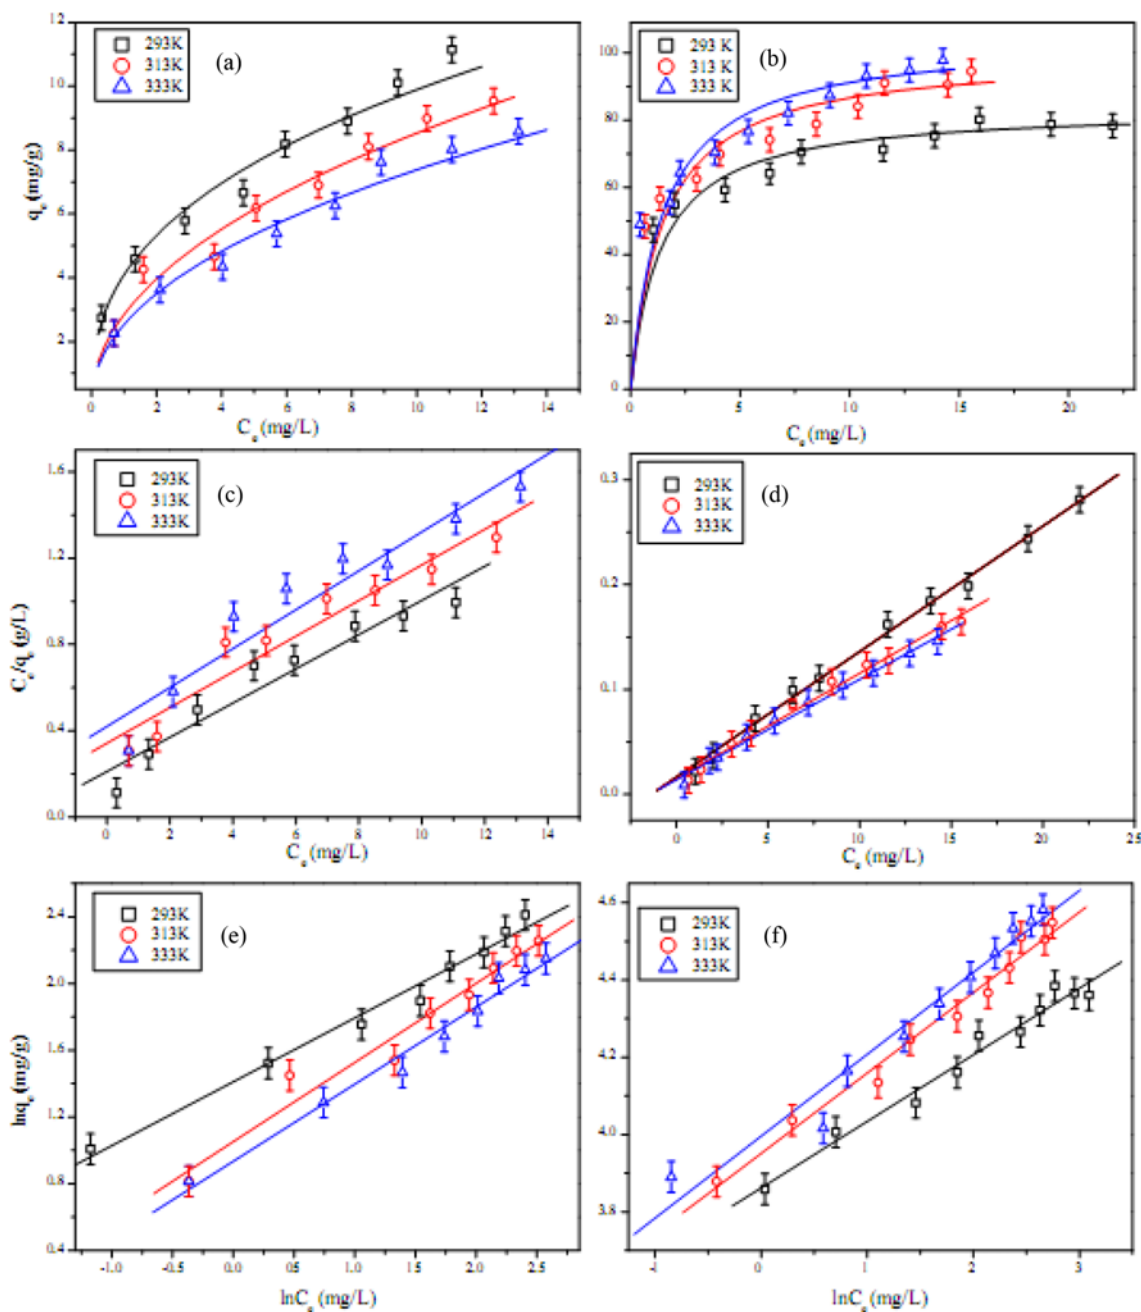 293K
313K
333K
(a)
12
10
8
6
4
2
qe (mg/g)
0 2 4 6 8 10 12 14
Ce (mg/L)
293 K
313 K
333 K
(b)
100
80
60
40
20
0
0 5 10 15 20
Ce (mg/L)
293K
313K
333K
(c)
1.6
1.2
0.8
0.4
0.0
Ce/qe (g/L)
0 2 4 6 8 10 12 14
Ce (mg/L)
293K
313K
333K
(d)
0.3
0.2
0.1
0.0
0 5 10 15 20 25
Ce (mg/L)
293K
313K
333K
(e)
2.4
2.0
1.6
1.2
0.8
0.4
lnqe (mg/g)
-1.0 -0.5 0.0 0.5 1.0 1.5 2.0 2.5
lnCe (mg/L)
293K
313K
333K
(f)
4.6
4.4
4.2
4.0
3.8
-1 0 1 2 3
lnCe (mg/L)